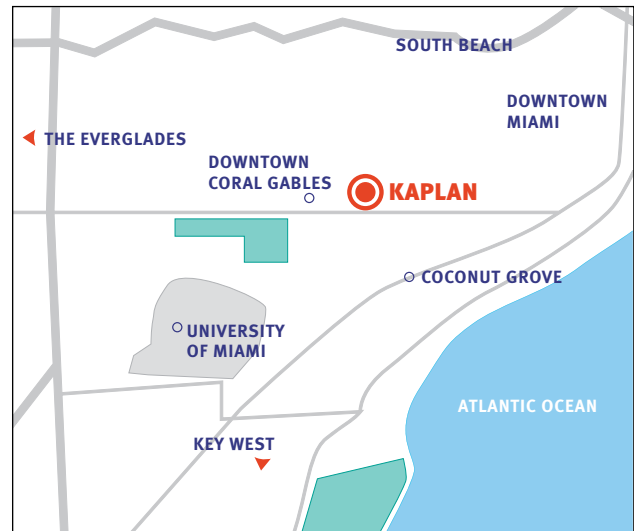 SOUTH BEACH
DOWNTOWN
MIAMI
THE EVERGLADES
DOWNTOWN
CORAL GABLES
KAPLAN
COCONUT GROVE
UNIVERSITY
OF MIAMI
ATLANTIC OCEAN
KEY WEST